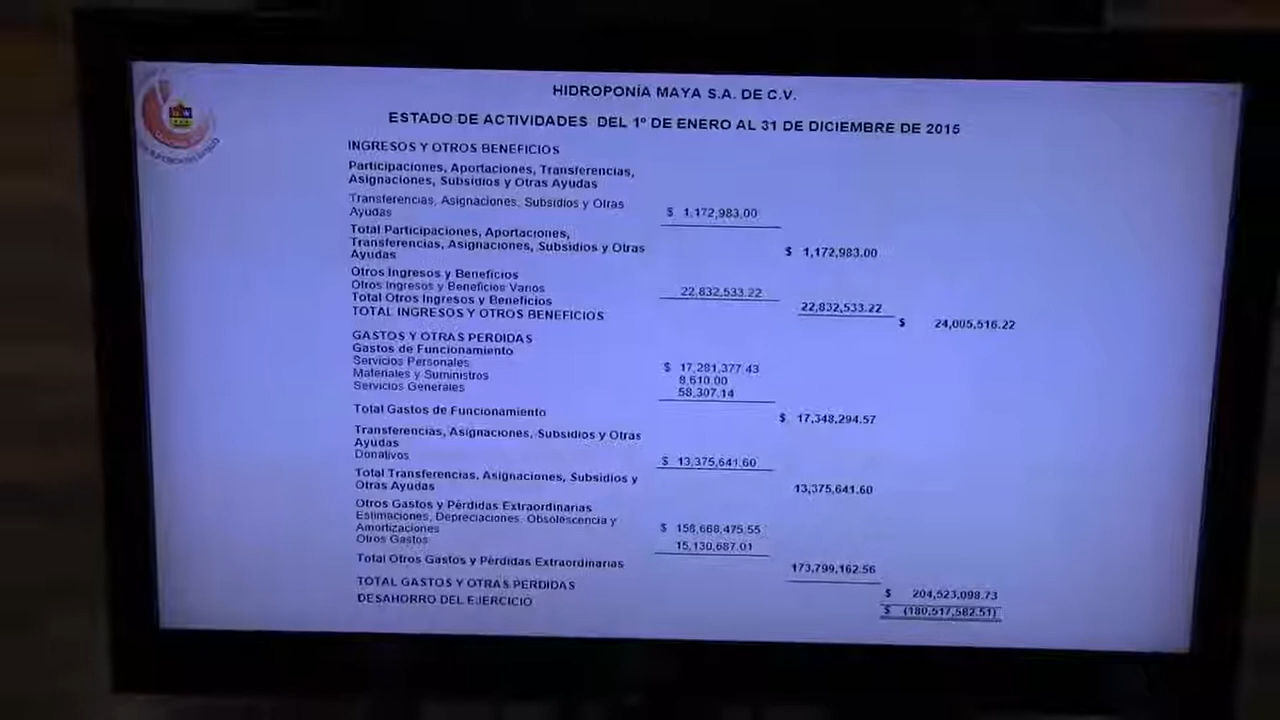 HIDROPONÍA MAYA S.A. DE C.V.
ESTADO DE ACTIVIDADES DEL 1º DE ENERO AL 31 DE DICIEMBRE DE 2015
INGRESOS Y OTROS BENEFICIOS
Participaciones, Aportaciones, Transferencias,
Asignaciones, Subsidios y Otras Ayudas
Transferencias, Asignaciones, Subsidios y Otras
Ayudas $ 1,172,983.00
Total Participaciones, Aportaciones,
Transferencias, Asignaciones, Subsidios y Otras
Ayudas $ 1,172,983.00
Otros Ingresos y Beneficios
Otros Ingresos y Beneficios Varios 22,832,533.22
Total Otros Ingresos y Beneficios 22,832,533.22
TOTAL INGRESOS Y OTROS BENEFICIOS $ 24,005,516.22
GASTOS Y OTRAS PERDIDAS
Gastos de Funcionamiento
Servicios Personales $ 17,281,377.43
Materiales y Suministros 8,610.00
Servicios Generales 58,307.14
Total Gastos de Funcionamiento $ 17,348,294.57
Transferencias, Asignaciones, Subsidios y Otras
Ayudas
Donativos $ 13,375,641.60
Total Transferencias, Asignaciones, Subsidios y
Otras Ayudas 13,375,641.60
Otros Gastos y Pérdidas Extraordinarias
Estimaciones, Depreciaciones, Obsolescencia y
Amortizaciones $ 158,668,475.55
Otros Gastos 15,130,687.01
Total Otros Gastos y Pérdidas Extraordinarias 173,799,162.56
TOTAL GASTOS Y OTRAS PERDIDAS $ 204,523,098.73
DESAHORRO DEL EJERCICIO $ (180,517,582.51)